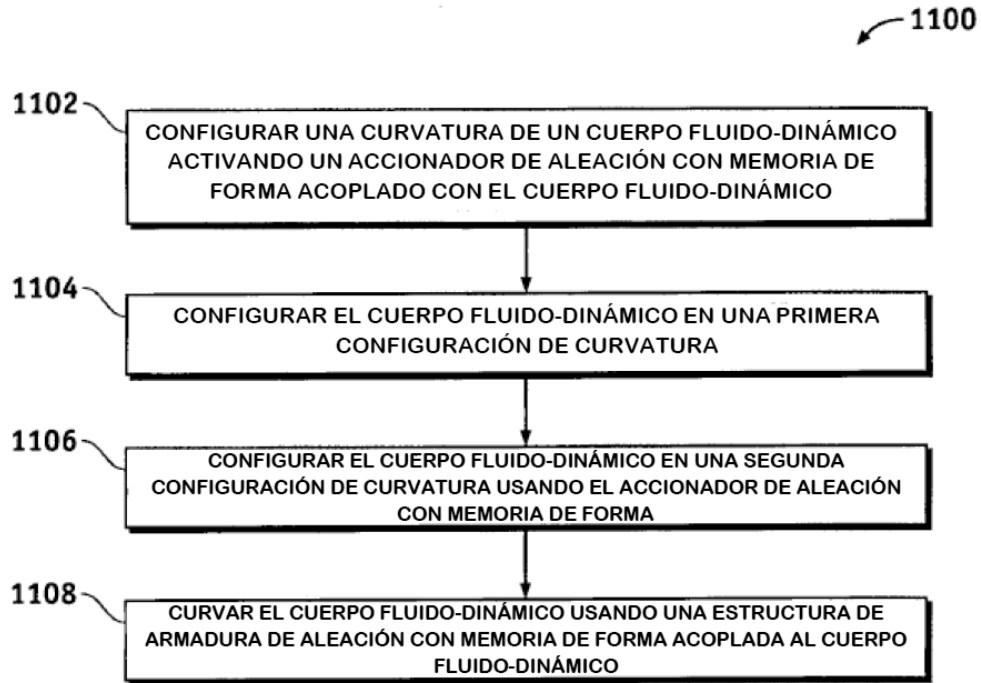 1100
1102
CONFIGURAR UNA CURVATURA DE UN CUERPO FLUIDO-DINÁMICO
ACTIVANDO UN ACCIONADOR DE ALEACIÓN CON MEMORIA DE
FORMA ACOPLADO CON EL CUERPO FLUIDO-DINÁMICO
1104
CONFIGURAR EL CUERPO FLUIDO-DINÁMICO EN UNA PRIMERA
CONFIGURACIÓN DE CURVATURA
1106
CONFIGURAR EL CUERPO FLUIDO-DINÁMICO EN UNA SEGUNDA
CONFIGURACIÓN DE CURVATURA USANDO EL ACCIONADOR DE ALEACIÓN
CON MEMORIA DE FORMA
1108
CURVAR EL CUERPO FLUIDO-DINÁMICO USANDO UNA ESTRUCTURA DE
ARMADURA DE ALEACIÓN CON MEMORIA DE FORMA ACOPLADA AL CUERPO
FLUIDO-DINÁMICO